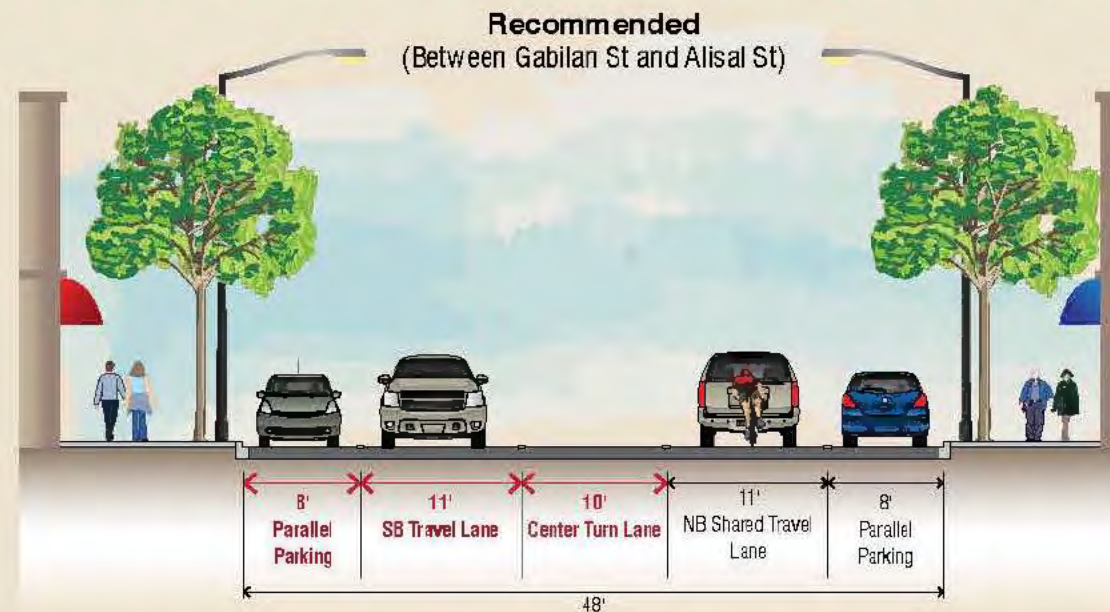 Recommended
(Between Gabilan St and Alisal St)
8'
Parallel
Parking
11'
SB Travel Lane
10'
Center Turn Lane
11'
NB Shared Travel
Lane
8'
Parallel
Parking
48'